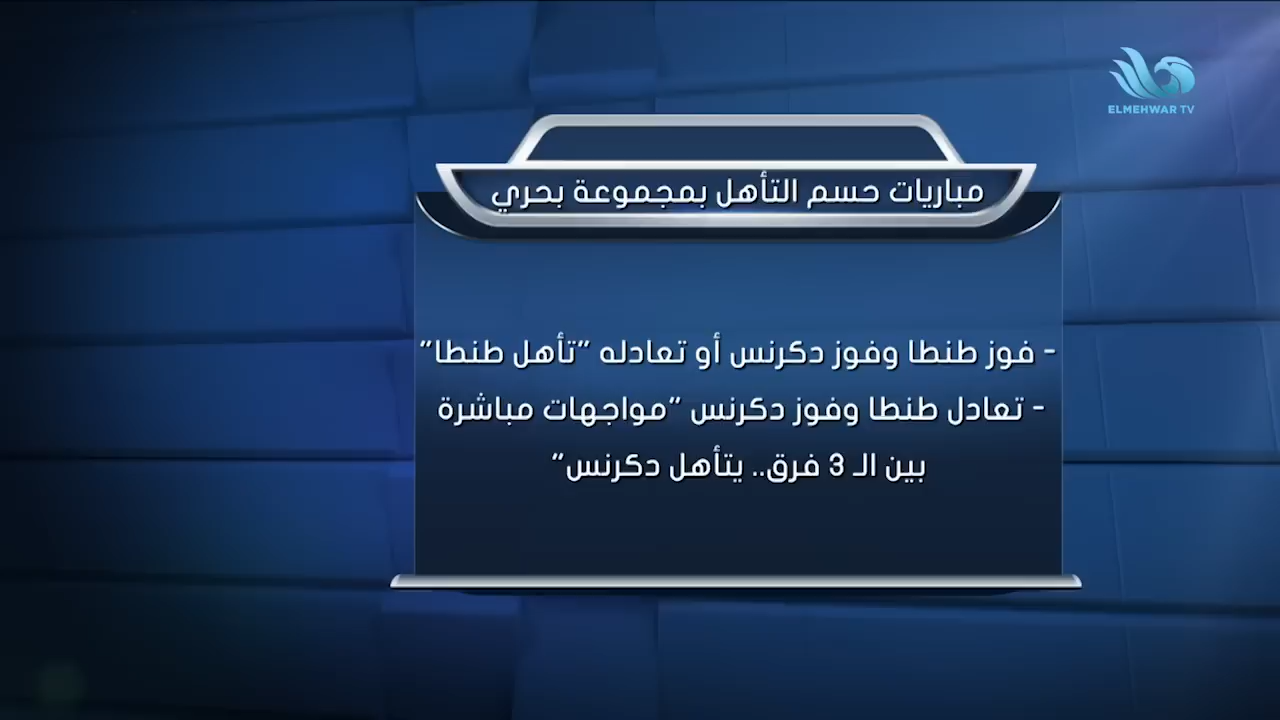 ELMEHWAR TV
مباريات حسم التأهل بمجموعة بحري
- فوز طنطا وفوز دكرنس أو تعادله "تأهل طنطا"
- تعادل طنطا وفوز دكرنس "مواجهات مباشرة
بين الـ 3 فرق.. يتأهل دكرنس"